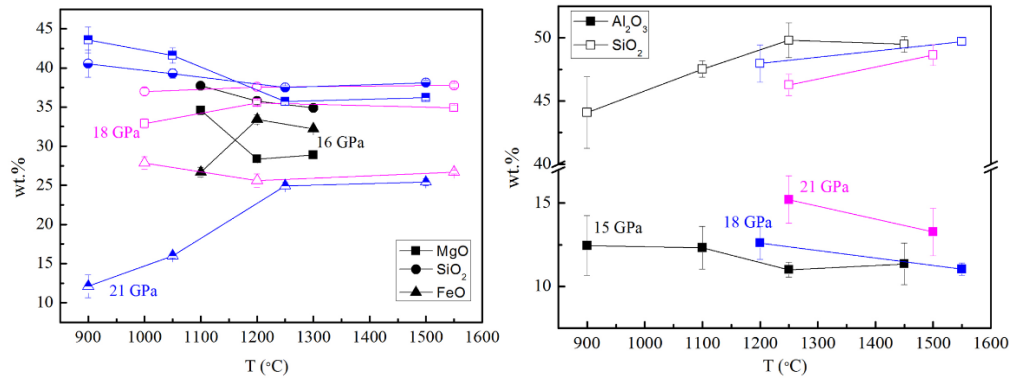 45
40
35
30
25
20
15
10
wt.%
18 GPa
16 GPa
21 GPa
MgO
SiO₂
FeO
900 1000 1100 1200 1300 1400 1500 1600
T (°C)
Al₂O₃
SiO₂
50
45
40
wt.%
15
10
15 GPa
18 GPa
21 GPa
900 1000 1100 1200 1300 1400 1500 1600
T (°C)